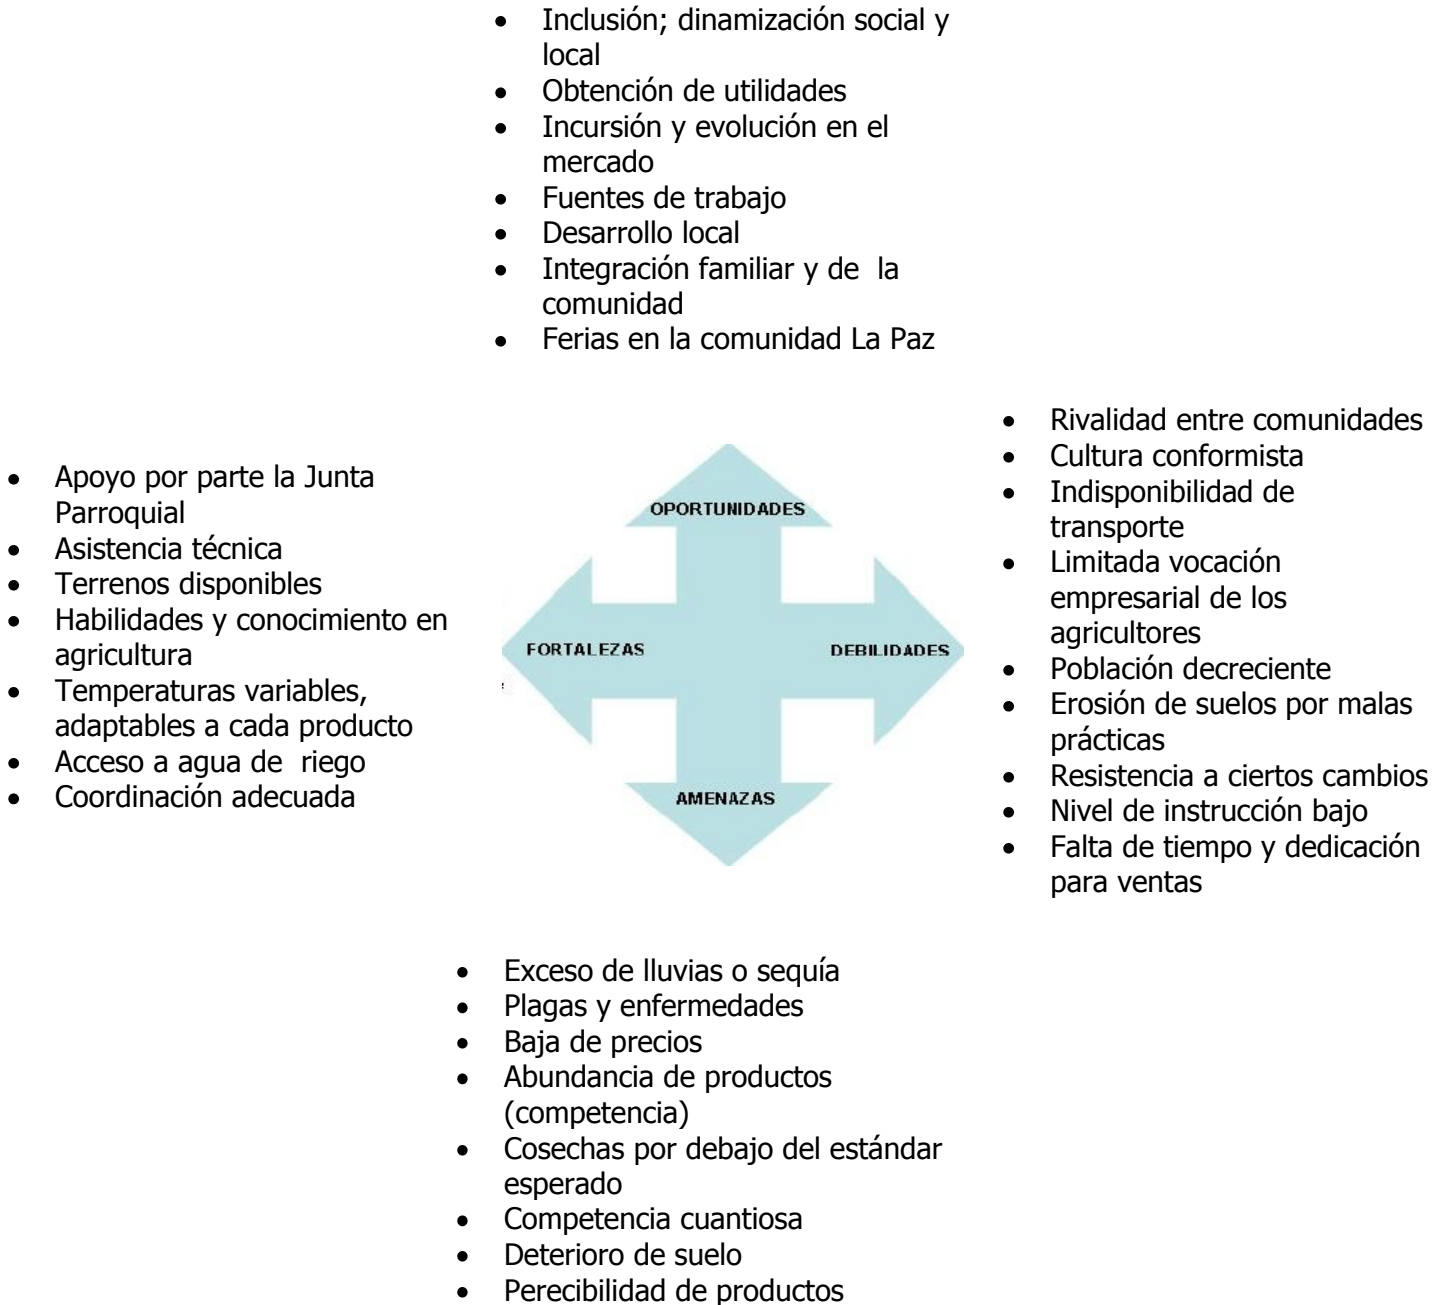 • Inclusión; dinamización social y
local
• Obtención de utilidades
• Incursión y evolución en el
mercado
• Fuentes de trabajo
• Desarrollo local
• Integración familiar y de  la
comunidad
• Ferias en la comunidad La Paz
• Apoyo por parte la Junta
Parroquial
• Asistencia técnica
• Terrenos disponibles
• Habilidades y conocimiento en
agricultura
• Temperaturas variables,
adaptables a cada producto
• Acceso a agua de  riego
• Coordinación adecuada
OPORTUNIDADES
FORTALEZAS
DEBILIDADES
AMENAZAS
• Rivalidad entre comunidades
• Cultura conformista
• Indisponibilidad de
transporte
• Limitada vocación
empresarial de los
agricultores
• Población decreciente
• Erosión de suelos por malas
prácticas
• Resistencia a ciertos cambios
• Nivel de instrucción bajo
• Falta de tiempo y dedicación
para ventas
• Exceso de lluvias o sequía
• Plagas y enfermedades
• Baja de precios
• Abundancia de productos
(competencia)
• Cosechas por debajo del estándar
esperado
• Competencia cuantiosa
• Deterioro de suelo
• Perecibilidad de productos